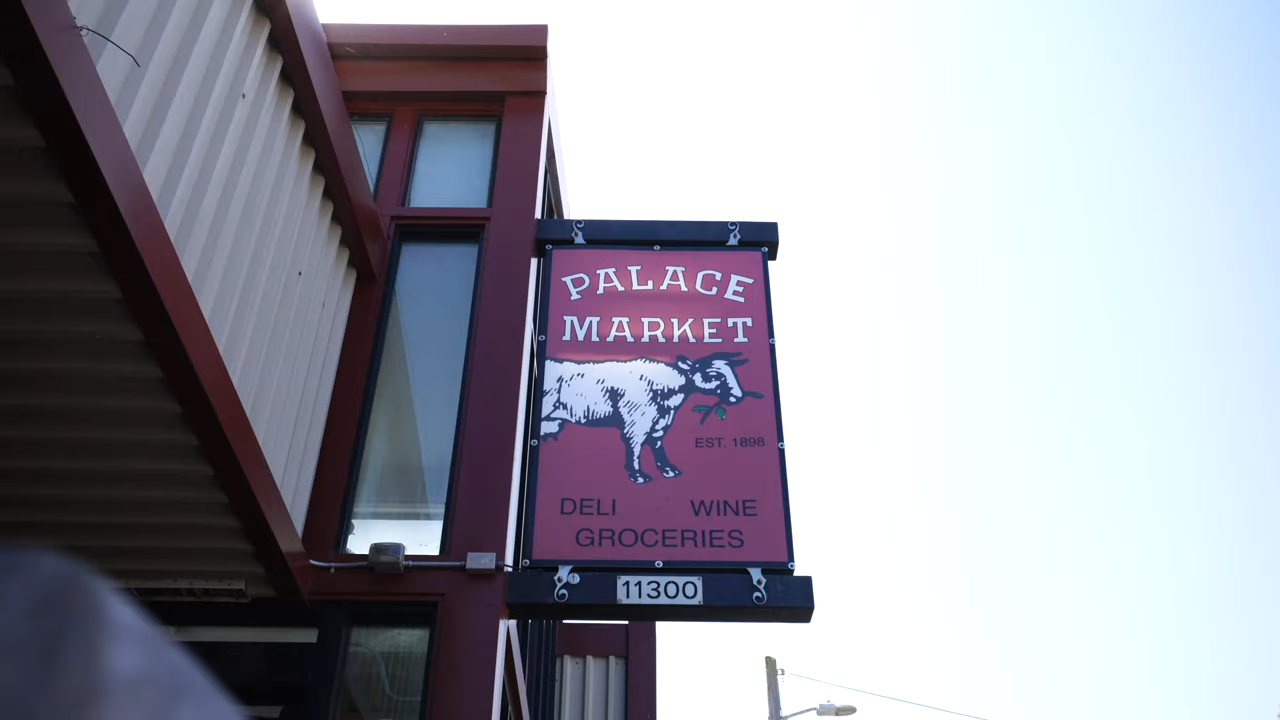 PALACE
MARKET
EST. 1898
DELI WINE
GROCERIES
11300